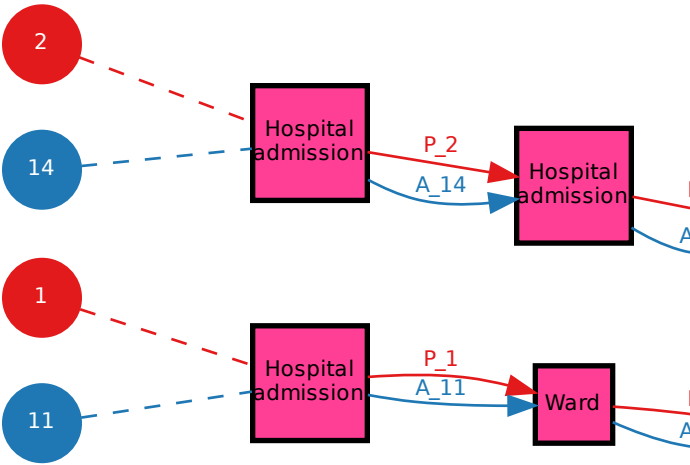 2
14
Hospital
admission
P_2
A_14
Hospital
admission
A
1
11
Hospital
admission
P_1
A_11
Ward
A